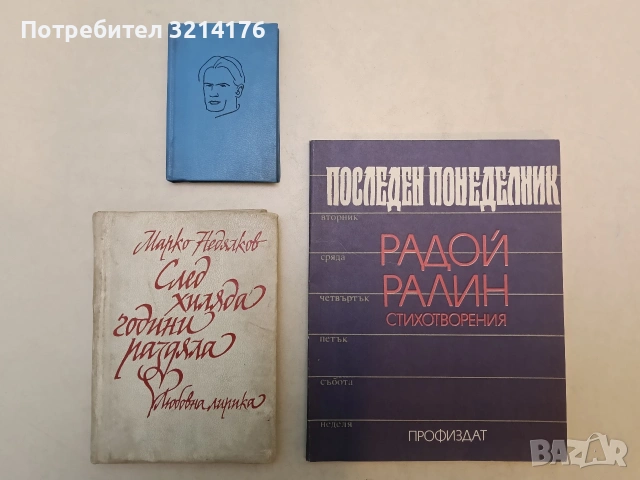 Потребител 3214176
Марко Недялков
След
хиляда
години
раздяла
Любовна лирика
ПОСЛЕДЕН ПОНЕДЕЛНИК
вторник
сряда
четвъртък
петък
събота
неделя
РАДОЙ
РАЛИН
СТИХОТВОРЕНИЯ
ПРОФИЗДАТ
BAZAR